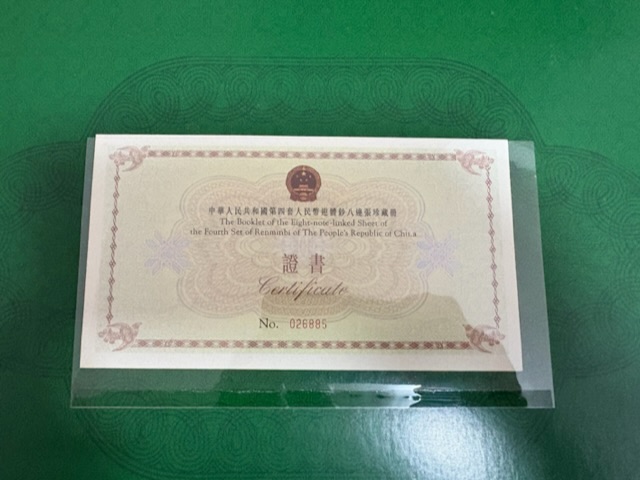 中華人民共和國第四套人民幣連體鈔八連張珍藏冊
The Booklet of the Eight-note-linked Sheet of
the Fourth Set of Renminbi of The People's Republic of China
證書
Certificate
No. 026885